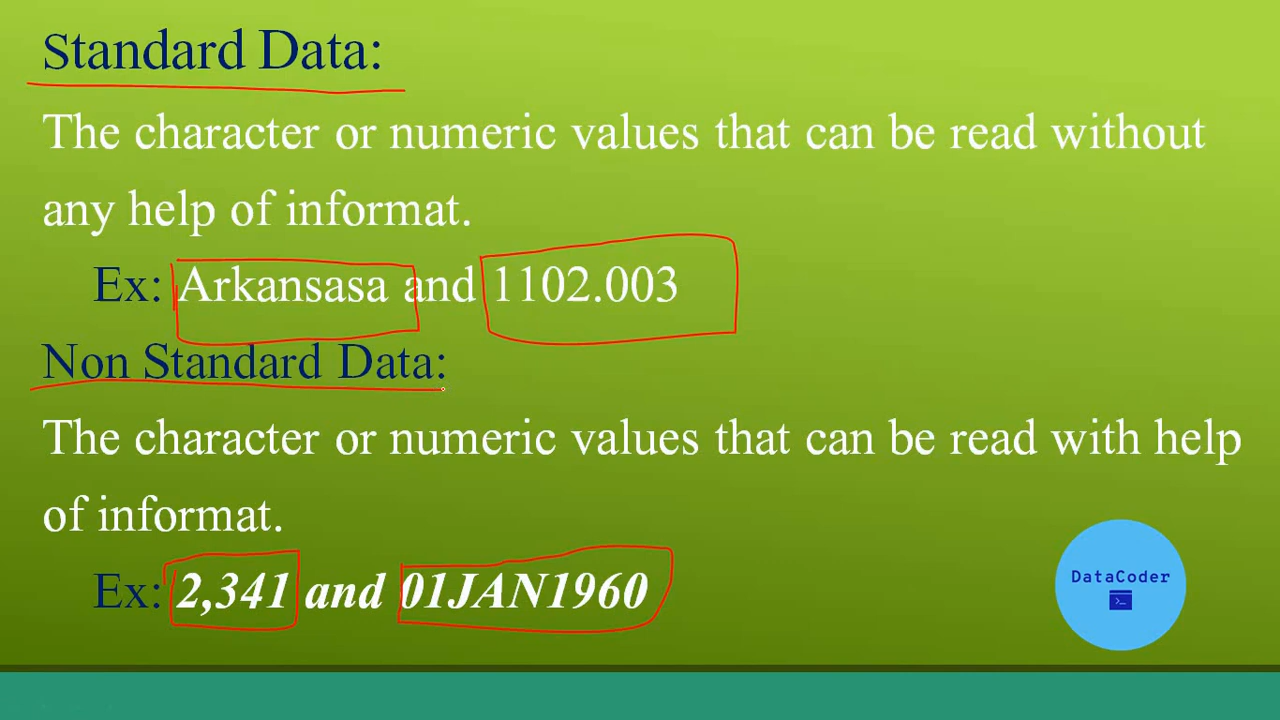 Standard Data:
The character or numeric values that can be read without
any help of informat.
Ex: Arkansasa and 1102.003
Non Standard Data:
The character or numeric values that can be read with help
of informat.
Ex: 2,341 and 01JAN1960
DataCoder
>_